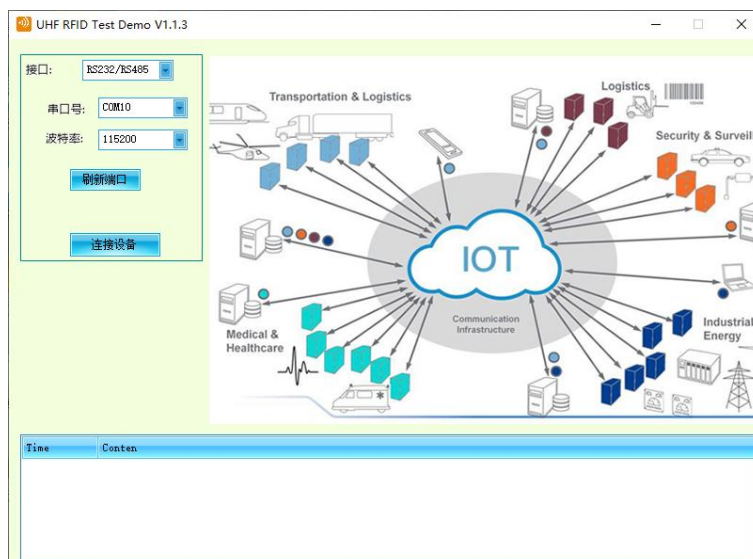 UHF RFID Test Demo V1.1.3
接口: RS232/RS485
串口号: COM10
波特率: 115200
刷新端口
连接设备
Transportation & Logistics
Logistics
Security & Surveill
IOT
Communication
Infrastructure
Medical &
Healthcare
Industrial
Energy
Time Conten